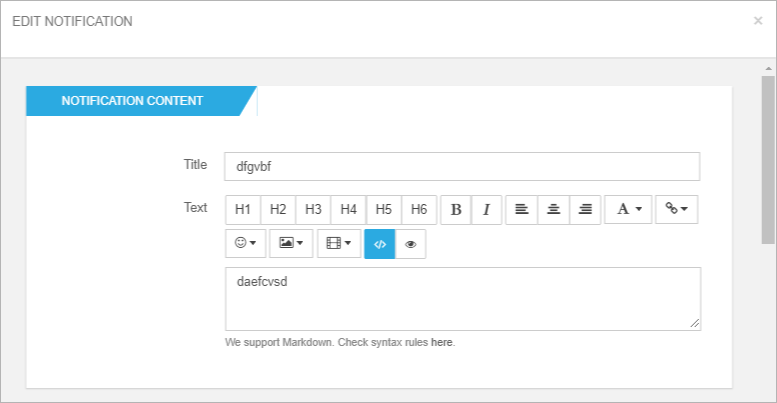 EDIT NOTIFICATION ×
NOTIFICATION CONTENT
Title dfgvbf
Text H1 H2 H3 H4 H5 H6 B I A
</>
daefcvsd
We support Markdown. Check syntax rules here.